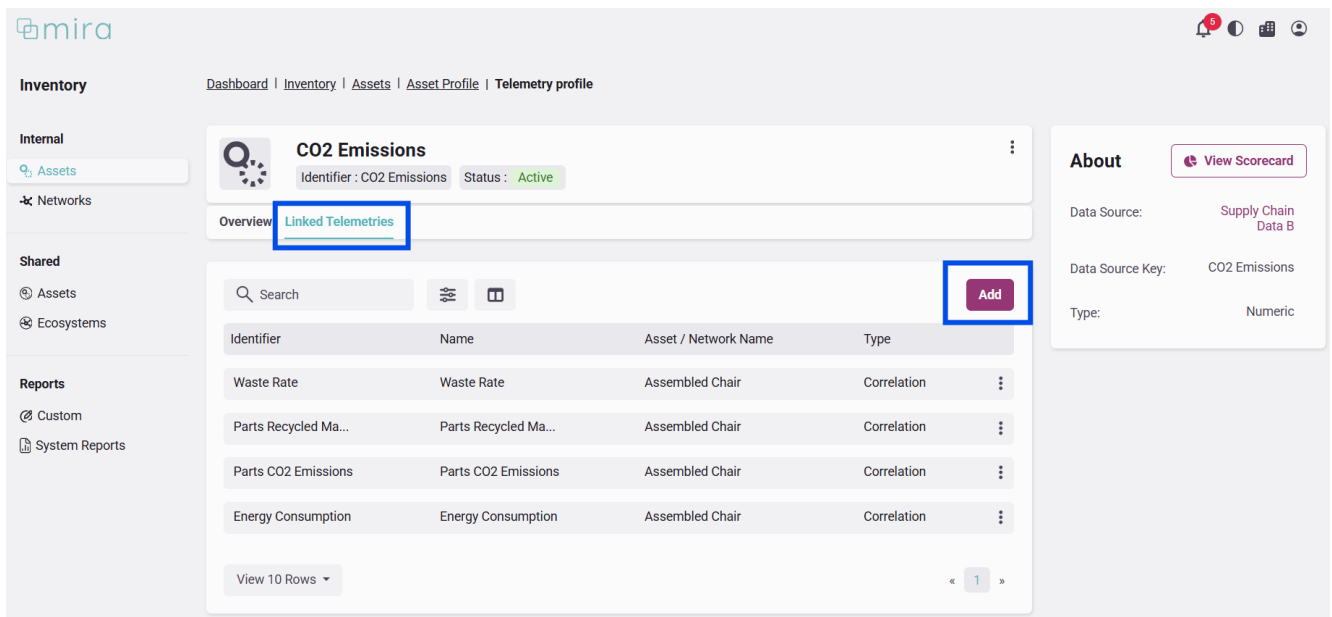 mira
5
Inventory
Dashboard | Inventory | Assets | Asset Profile | Telemetry profile
Internal
Assets
Networks
Shared
Assets
Ecosystems
Reports
Custom
System Reports
CO2 Emissions
Identifier : CO2 Emissions Status : Active
Overview Linked Telemetries
Search
Add
Identifier Name Asset / Network Name Type
Waste Rate Waste Rate Assembled Chair Correlation
Parts Recycled Ma... Parts Recycled Ma... Assembled Chair Correlation
Parts CO2 Emissions Parts CO2 Emissions Assembled Chair Correlation
Energy Consumption Energy Consumption Assembled Chair Correlation
View 10 Rows « 1 »
About View Scorecard
Data Source: Supply Chain
Data B
Data Source Key: CO2 Emissions
Type: Numeric